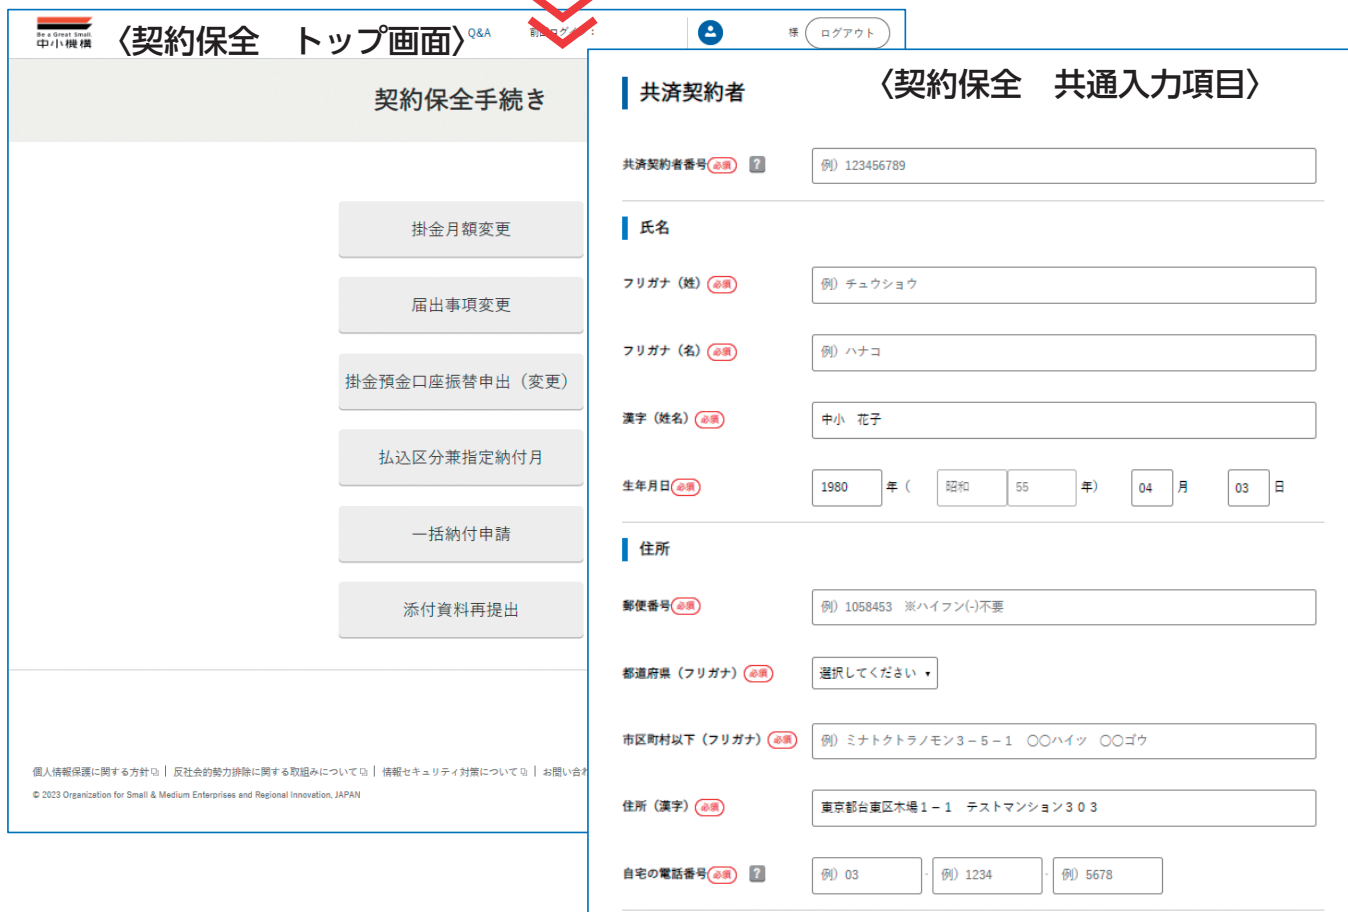 Be a Great Small.
中小機構
〈契約保全　トップ画面〉
Q&A
様
ログアウト
契約保全手続き
掛金月額変更
届出事項変更
掛金預金口座振替申出（変更）
払込区分兼指定納付月
一括納付申請
添付資料再提出
個人情報保護に関する方針 | 反社会的勢力排除に関する取組みについて | 情報セキュリティ対策について | お問い合わ
© 2023 Organization for Small & Medium Enterprises and Regional Innovation, JAPAN
〈契約保全　共通入力項目〉
共済契約者
共済契約者番号 必須 ? 例）123456789
氏名
フリガナ（姓） 必須 例）チュウショウ
フリガナ（名） 必須 例）ハナコ
漢字（姓名） 必須 中小　花子
生年月日 必須 1980 年（ 昭和 55 年） 04 月 03 日
住所
郵便番号 必須 例）1058453　※ハイフン(-)不要
都道府県（フリガナ） 必須 選択してください
市区町村以下（フリガナ） 必須 例）ミナトクトラノモン３－５－１　〇〇ハイツ　〇〇ゴウ
住所（漢字） 必須 東京都台東区木場１－１　テストマンション３０３
自宅の電話番号 必須 ? 例）03 - 例）1234 - 例）5678